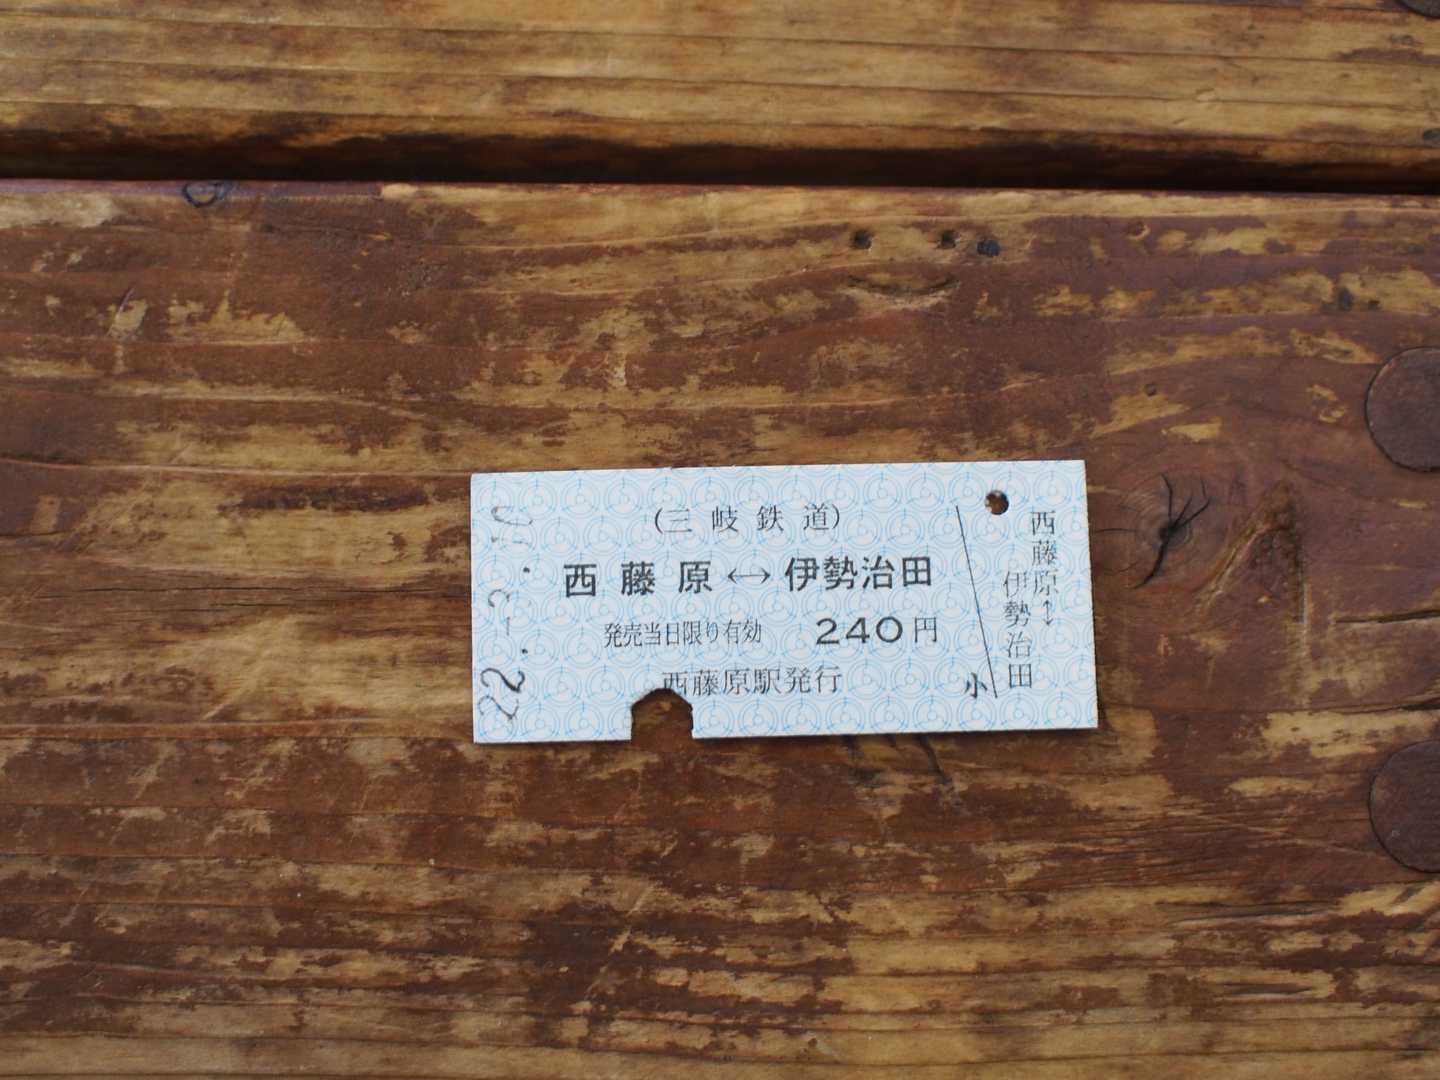 (三岐鉄道)
西藤原↔伊勢治田
発売当日限り有効 240円
西藤原駅発行
小
西藤原↔
伊勢治田
22.-3.